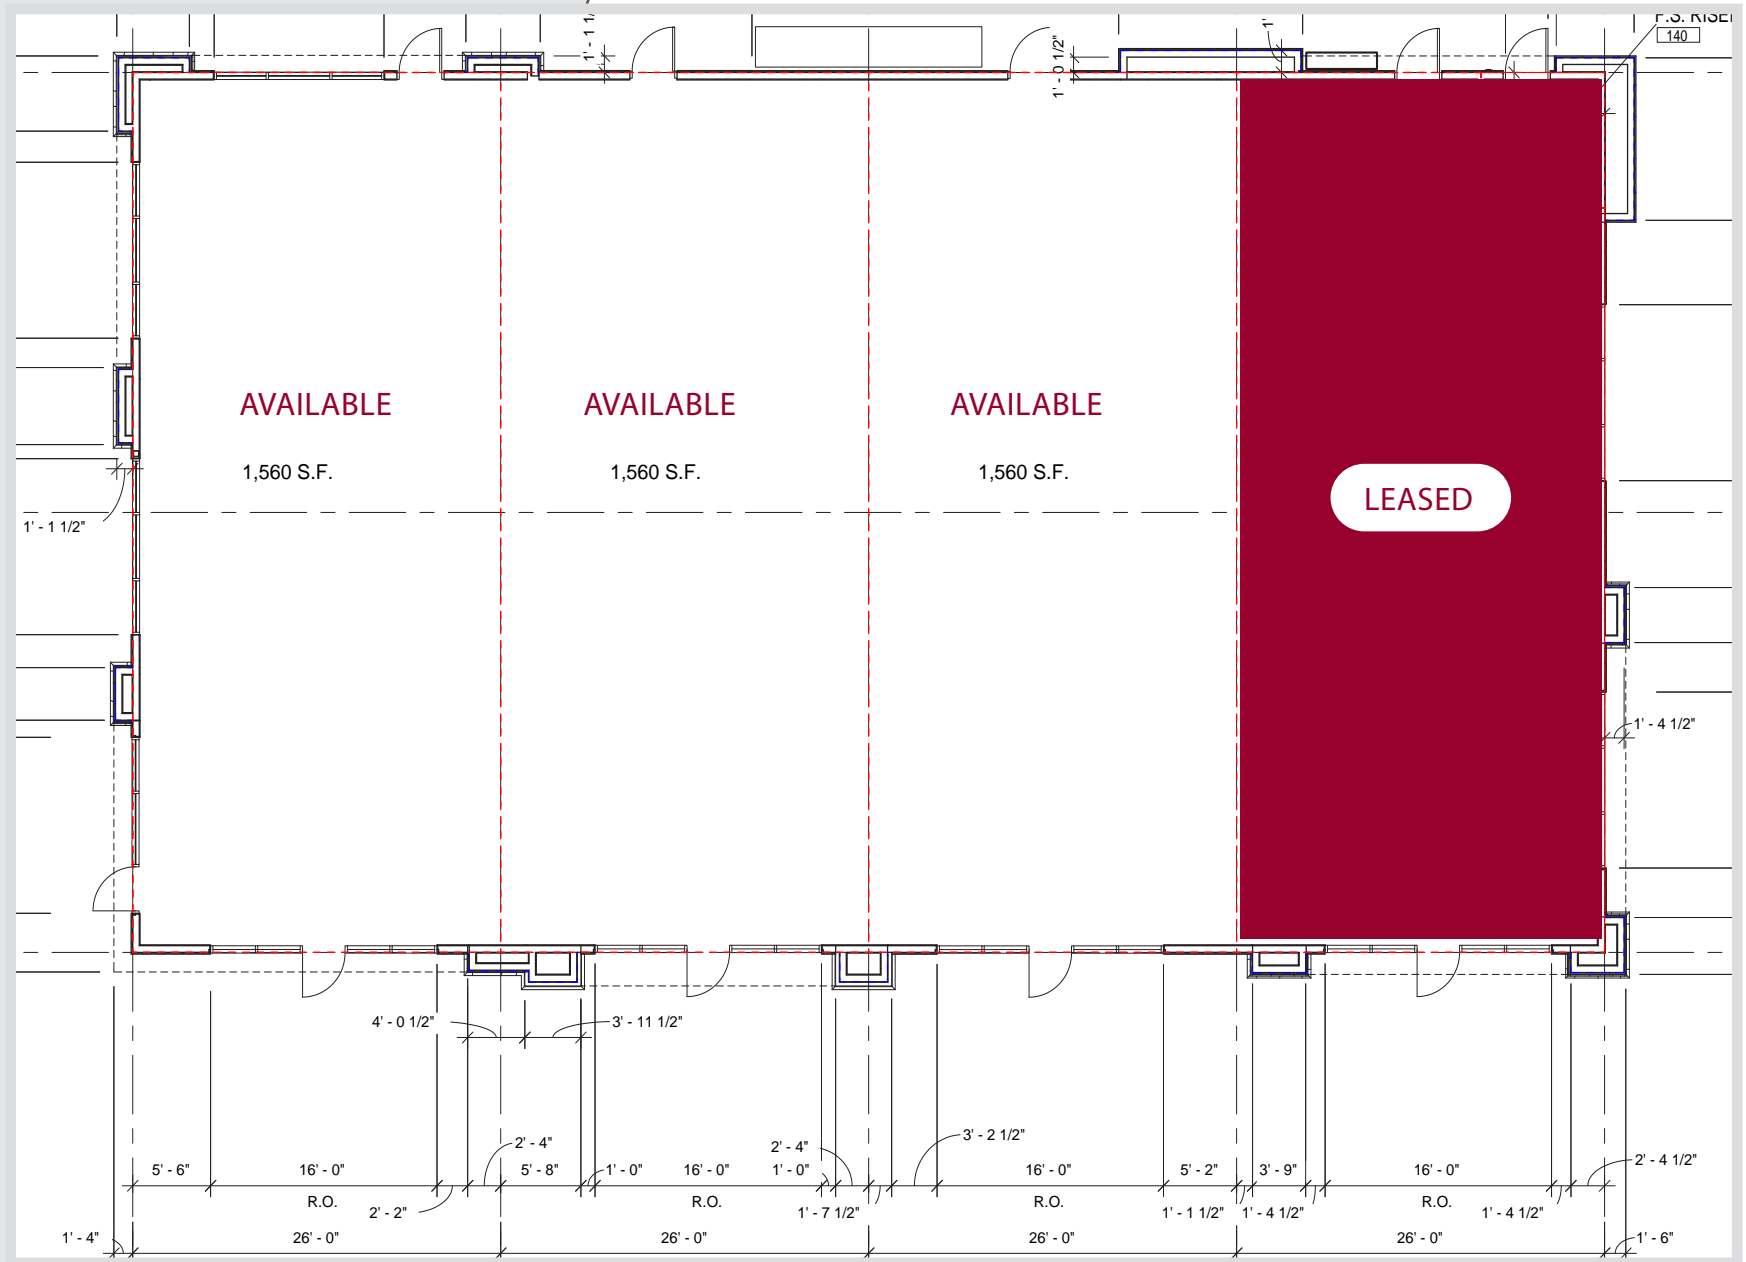 1' - 1 1/
1' - 0 1/2"
1'
F.S. RISE
140
AVAILABLE
AVAILABLE
AVAILABLE
1,560 S.F.
1,560 S.F.
1,560 S.F.
LEASED
1' - 1 1/2"
1' - 4 1/2"
4' - 0 1/2"
3' - 11 1/2"
2' - 4"
2' - 4"
3' - 2 1/2"
2' - 4 1/2"
5' - 6"
16' - 0"
5' - 8"
1' - 0"
16' - 0"
1' - 0"
16' - 0"
5' - 2"
3' - 9"
16' - 0"
R.O.
R.O.
R.O.
R.O.
2' - 2"
1' - 7 1/2"
1' - 1 1/2"
1' - 4 1/2"
1' - 4 1/2"
1' - 4"
26' - 0"
26' - 0"
26' - 0"
26' - 0"
1' - 6"